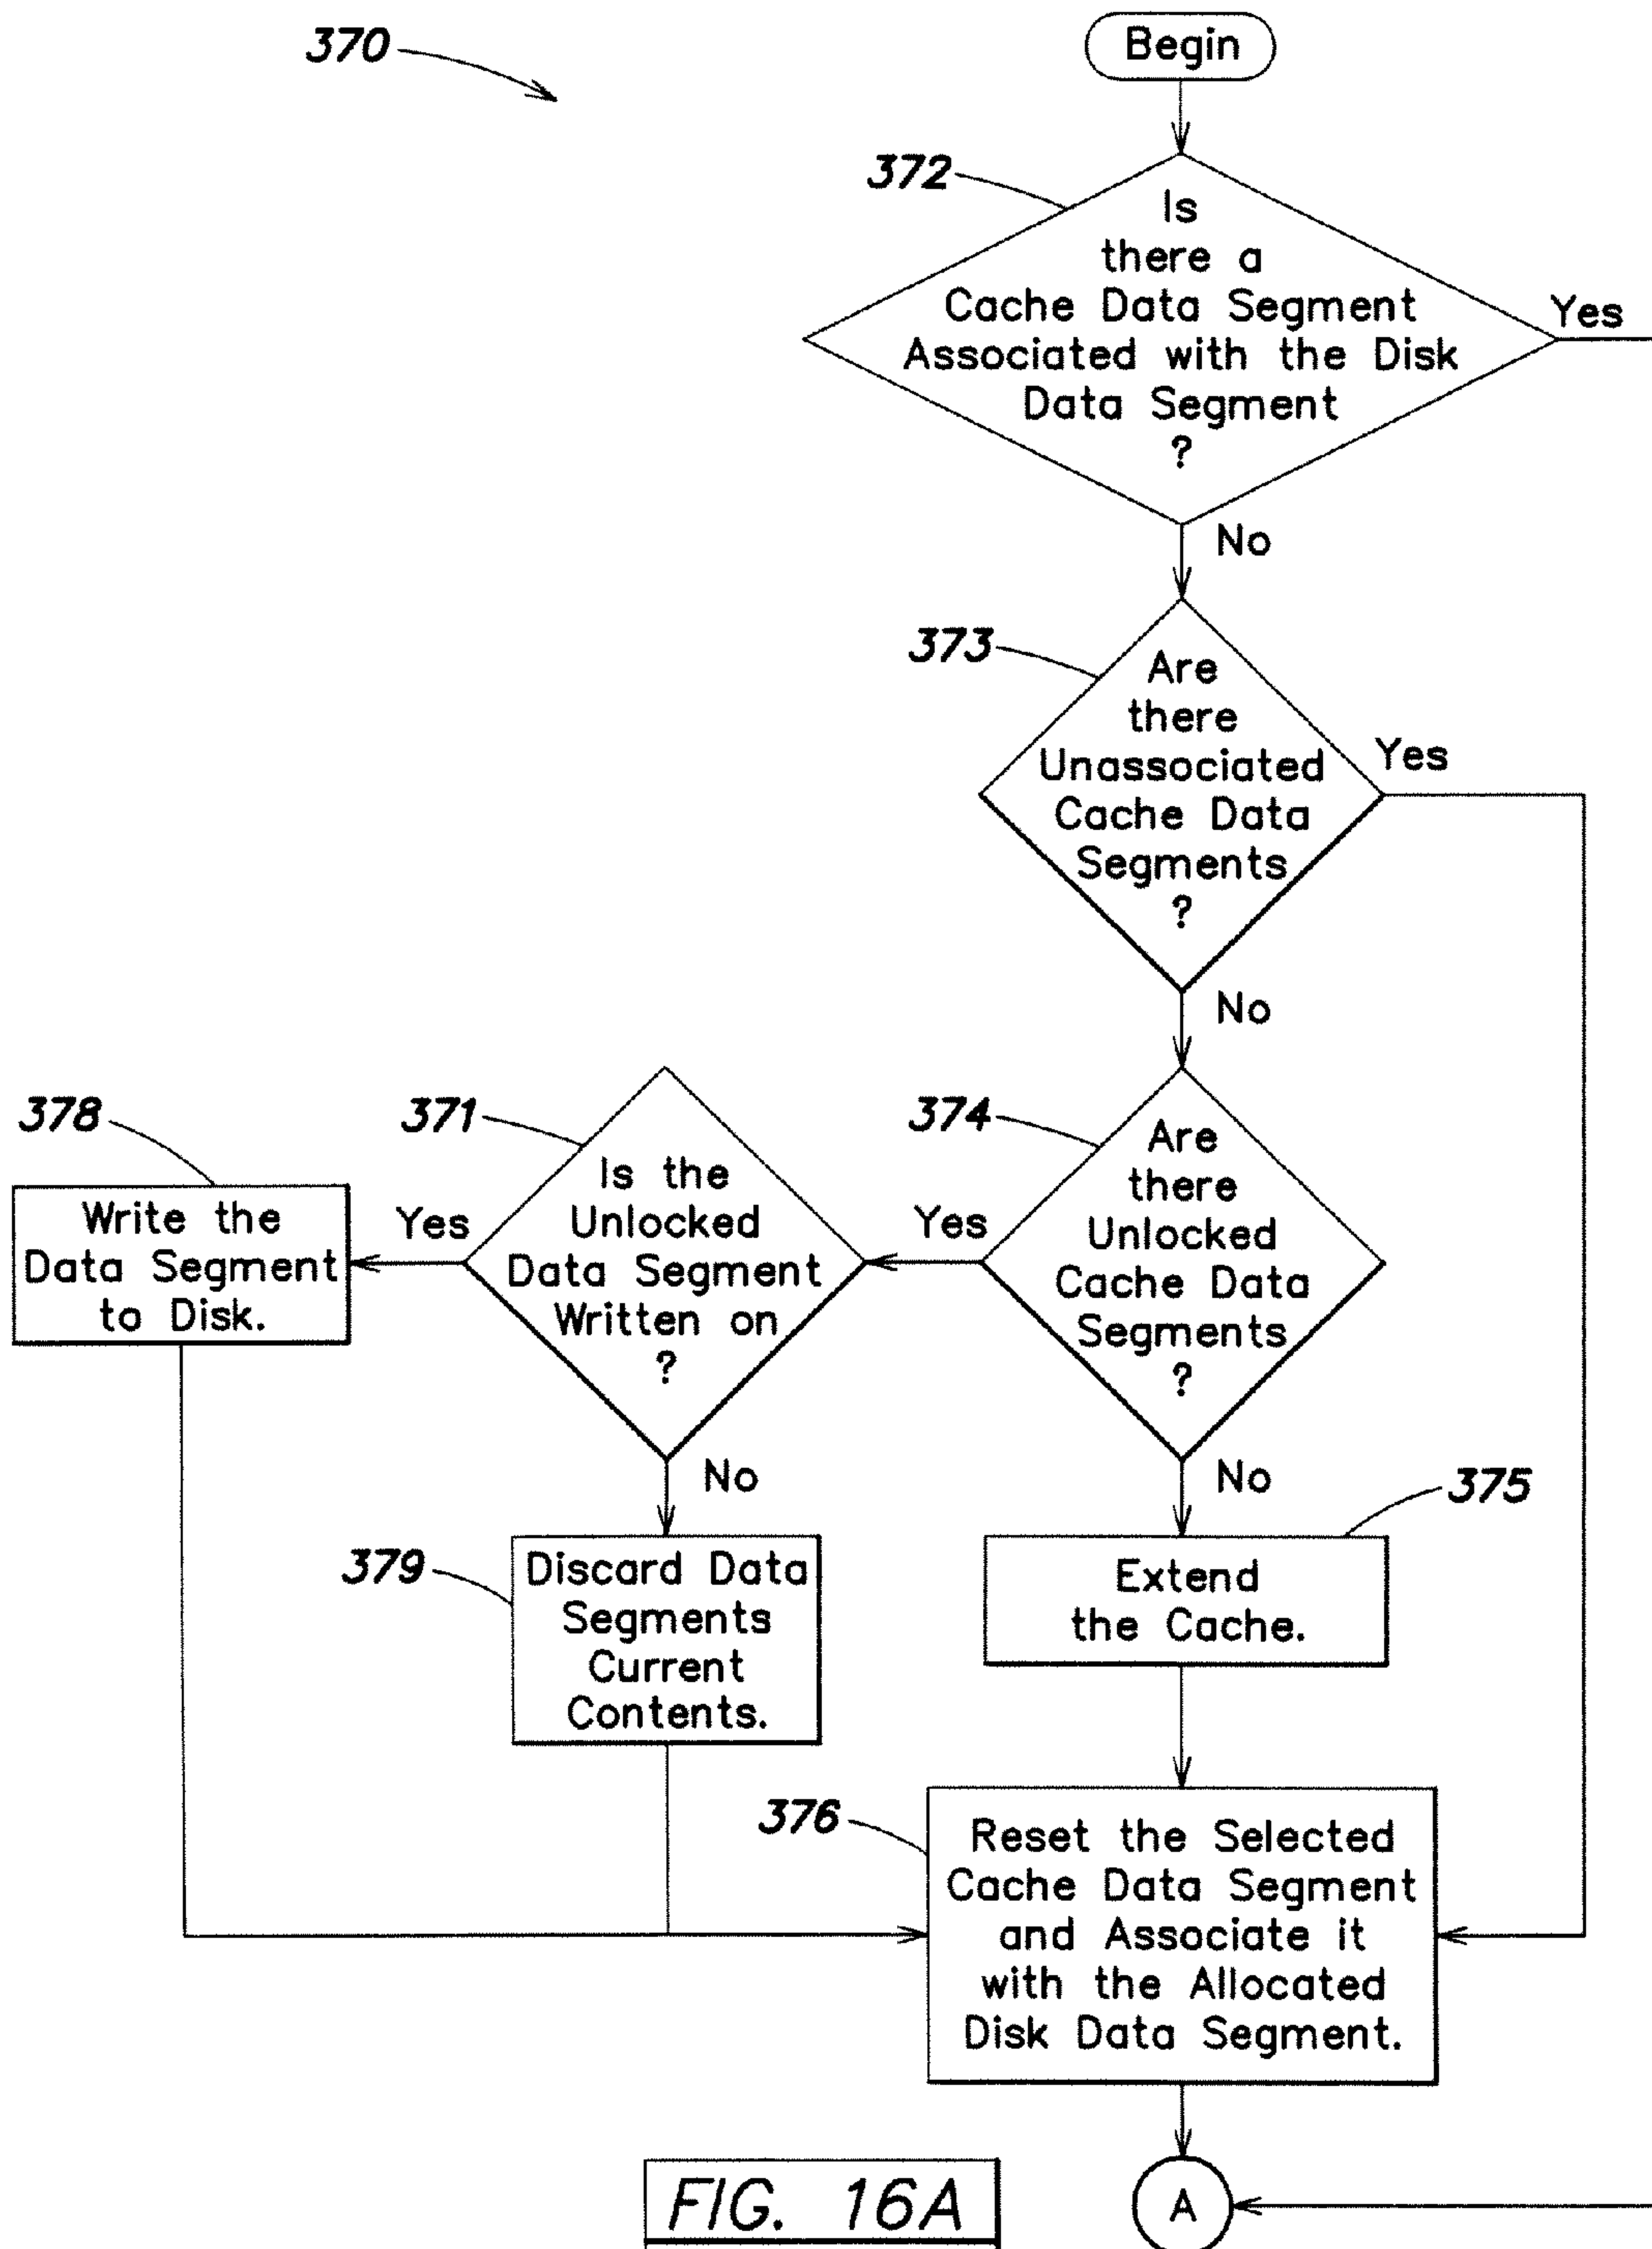 370
Begin
372
Is
there a
Cache Data Segment
Associated with the Disk
Data Segment
?
Yes
No
373
Are
there
Unassociated
Cache Data
Segments
?
Yes
No
374
Are
there
Unlocked
Cache Data
Segments
?
Yes
No
371
Is the
Unlocked
Data Segment
Written on
?
Yes
No
378
Write the
Data Segment
to Disk.
379
Discard Data
Segments
Current
Contents.
375
Extend
the Cache.
376
Reset the Selected
Cache Data Segment
and Associate it
with the Allocated
Disk Data Segment.
A
FIG. 16A